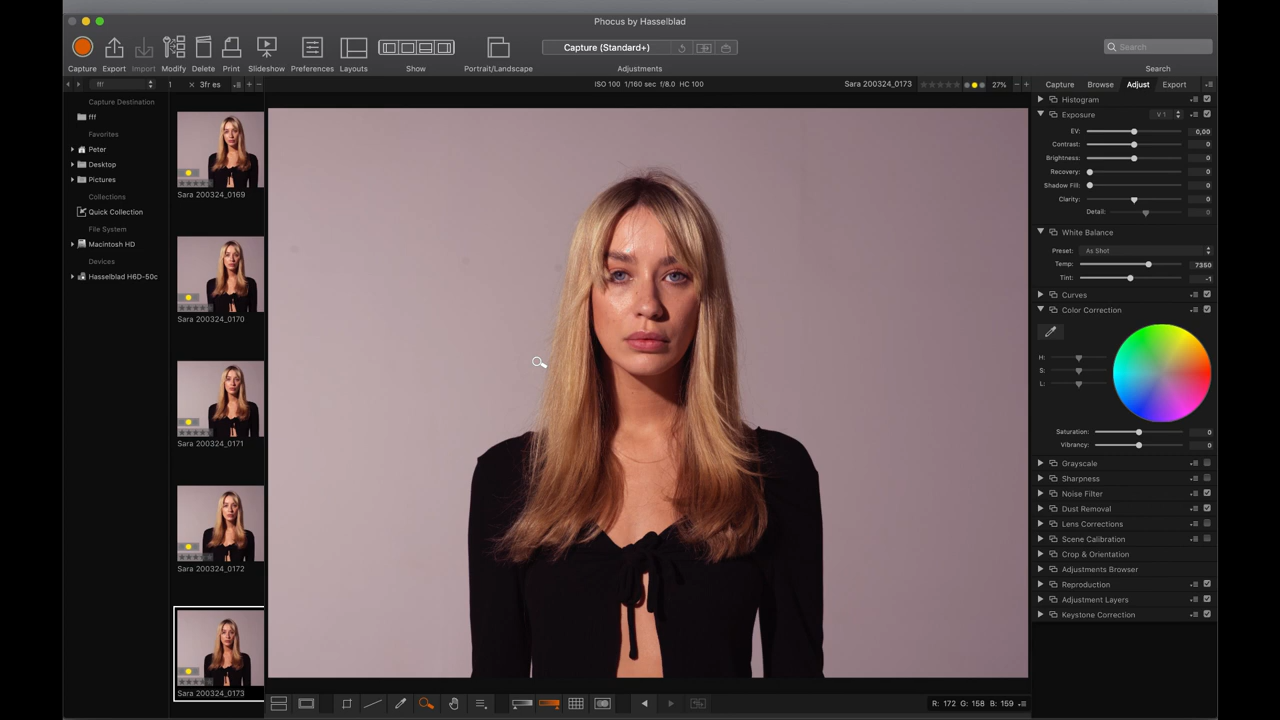 Phocus by Hasselblad
Capture (Standard+)
Search
Capture Export Import Modify Delete Print Slideshow Preferences Layouts Show Portrait/Landscape Adjustments Search
fff 1 3fr es ISO 100 1/160 sec f/8.0 HC 100 Sara 200324_0173 27% Capture Browse Adjust Export
Capture Destination
fff
Favorites
Peter
Desktop
Pictures
Collections
Quick Collection
File System
Macintosh HD
Devices
Hasselblad H6D-50c
Sara 200324_0169
Sara 200324_0170
Sara 200324_0171
Sara 200324_0172
Sara 200324_0173
Histogram
Exposure V 1
EV: 0,00
Contrast: 0
Brightness: 0
Recovery: 0
Shadow Fill: 0
Clarity: 0
Detail: 0
White Balance
Preset: As Shot
Temp: 7350
Tint: -1
Curves
Color Correction
H:
S:
L:
Saturation: 0
Vibrancy: 0
Grayscale
Sharpness
Noise Filter
Dust Removal
Lens Corrections
Scene Calibration
Crop & Orientation
Adjustments Browser
Reproduction
Adjustment Layers
Keystone Correction
R: 172 G: 158 B: 159